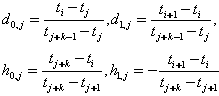 d_{0,j} = \frac{t_i - t_j}{t_{j+k-1} - t_j}, d_{1,j} = \frac{t_{i+1} - t_i}{t_{j+k-1} - t_j},
h_{0,j} = \frac{t_{j+k} - t_i}{t_{j+k} - t_{j+1}}, h_{1,j} = -\frac{t_{i+1} - t_i}{t_{j+k} - t_{j+1}}